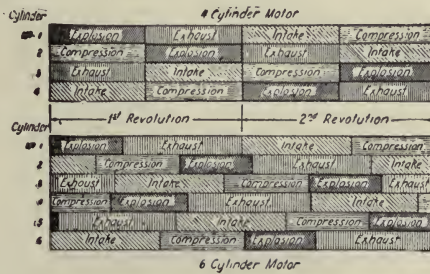 Cylinder 4 Cylinder Motor
1 Explosion Exhaust Intake Compression
2 Compression Explosion Exhaust Intake
3 Exhaust Intake Compression Explosion
4 Intake Compression Explosion Exhaust
Cylinder 1st Revolution 2nd Revolution
1 Explosion Exhaust Intake Compression
2 Compression Explosion Exhaust Intake
3 Exhaust Intake Compression Explosion
Compression Explosion Exhaust Intake
5 Exhaust Intake Compression Explosion
6 Intake Compression Explosion Exhaust
6 Cylinder Motor